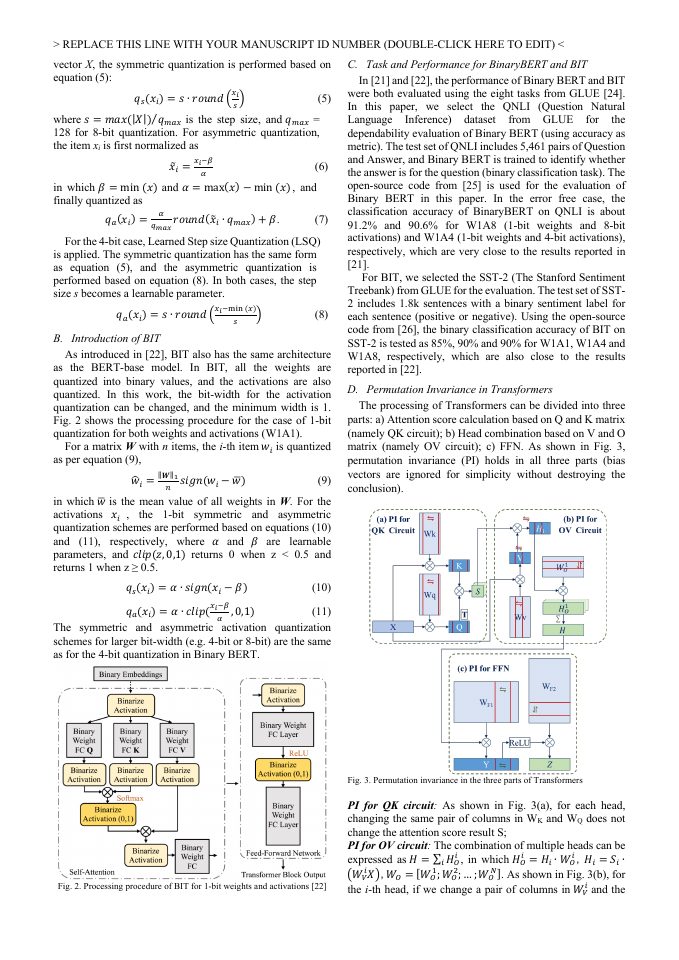 > REPLACE THIS LINE WITH YOUR MANUSCRIPT ID NUMBER (DOUBLE-CLICK HERE TO EDIT) <
vector X, the symmetric quantization is performed based on
equation (5):
q_s(x_i) = s · round (x_i/s) (5)
where s = max(|X|)/q_max is the step size, and q_max =
128 for 8-bit quantization. For asymmetric quantization,
the item x_i is first normalized as
x̃_i = (x_i−β)/α (6)
in which β = min (x) and α = max(x) − min (x) , and
finally quantized as
q_a(x_i) = α/q_max round(x̃_i · q_max) + β. (7)
For the 4-bit case, Learned Step size Quantization (LSQ)
is applied. The symmetric quantization has the same form
as equation (5), and the asymmetric quantization is
performed based on equation (8). In both cases, the step
size s becomes a learnable parameter.
q_a(x_i) = s · round ((x_i−min (x))/s) (8)
B. Introduction of BIT
As introduced in [22], BIT also has the same architecture
as the BERT-base model. In BIT, all the weights are
quantized into binary values, and the activations are also
quantized. In this work, the bit-width for the activation
quantization can be changed, and the minimum width is 1.
Fig. 2 shows the processing procedure for the case of 1-bit
quantization for both weights and activations (W1A1).
For a matrix W with n items, the i-th item w_i is quantized
as per equation (9),
ŵ_i = ‖W‖_1/n sign(w_i − w̅) (9)
in which w̅ is the mean value of all weights in W. For the
activations x_i , the 1-bit symmetric and asymmetric
quantization schemes are performed based on equations (10)
and (11), respectively, where α and β are learnable
parameters, and clip(z, 0,1) returns 0 when z < 0.5 and
returns 1 when z ≥ 0.5.
q_s(x_i) = α · sign(x_i − β) (10)
q_a(x_i) = α · clip((x_i−β)/α , 0,1) (11)
The symmetric and asymmetric activation quantization
schemes for larger bit-width (e.g. 4-bit or 8-bit) are the same
as for the 4-bit quantization in Binary BERT.
Binary Embeddings
Binarize
Activation
Binary
Weight
FC Q
Binary
Weight
FC K
Binary
Weight
FC V
Binarize
Activation
Binarize
Activation
Binarize
Activation
Softmax
Binarize
Activation (0,1)
Binarize
Activation
Binary
Weight
FC
Self-Attention
Binarize
Activation
Binary Weight
FC Layer
ReLU
Binarize
Activation (0,1)
Binary
Weight
FC Layer
Feed-Forward Network
Transformer Block Output
Fig. 2. Processing procedure of BIT for 1-bit weights and activations [22]
C. Task and Performance for BinaryBERT and BIT
In [21] and [22], the performance of Binary BERT and BIT
were both evaluated using the eight tasks from GLUE [24].
In this paper, we select the QNLI (Question Natural
Language Inference) dataset from GLUE for the
dependability evaluation of Binary BERT (using accuracy as
metric). The test set of QNLI includes 5,461 pairs of Question
and Answer, and Binary BERT is trained to identify whether
the answer is for the question (binary classification task). The
open-source code from [25] is used for the evaluation of
Binary BERT in this paper. In the error free case, the
classification accuracy of BinaryBERT on QNLI is about
91.2% and 90.6% for W1A8 (1-bit weights and 8-bit
activations) and W1A4 (1-bit weights and 4-bit activations),
respectively, which are very close to the results reported in
[21].
For BIT, we selected the SST-2 (The Stanford Sentiment
Treebank) from GLUE for the evaluation. The test set of SST-
2 includes 1.8k sentences with a binary sentiment label for
each sentence (positive or negative). Using the open-source
code from [26], the binary classification accuracy of BIT on
SST-2 is tested as 85%, 90% and 90% for W1A1, W1A4 and
W1A8, respectively, which are also close to the results
reported in [22].
D. Permutation Invariance in Transformers
The processing of Transformers can be divided into three
parts: a) Attention score calculation based on Q and K matrix
(namely QK circuit); b) Head combination based on V and O
matrix (namely OV circuit); c) FFN. As shown in Fig. 3,
permutation invariance (PI) holds in all three parts (bias
vectors are ignored for simplicity without destroying the
conclusion).
(a) PI for
QK Circuit
Wk
K
Wq
S
T
X
Q
(b) PI for
OV Circuit
H_i
V
W_O^1
Wv
H_O^1
Σ
H
(c) PI for FFN
W_F1
W_F2
ReLU
Y
Z
Fig. 3. Permutation invariance in the three parts of Transformers
PI for QK circuit: As shown in Fig. 3(a), for each head,
changing the same pair of columns in W_K and W_Q does not
change the attention score result S;
PI for OV circuit: The combination of multiple heads can be
expressed as H = Σ_i H_O^i, in which H_O^i = H_i · W_O^i, H_i = S_i ·
(W_V^i X), W_O = [W_O^1; W_O^2; … ; W_O^N]. As shown in Fig. 3(b), for
the i-th head, if we change a pair of columns in W_V^i and the